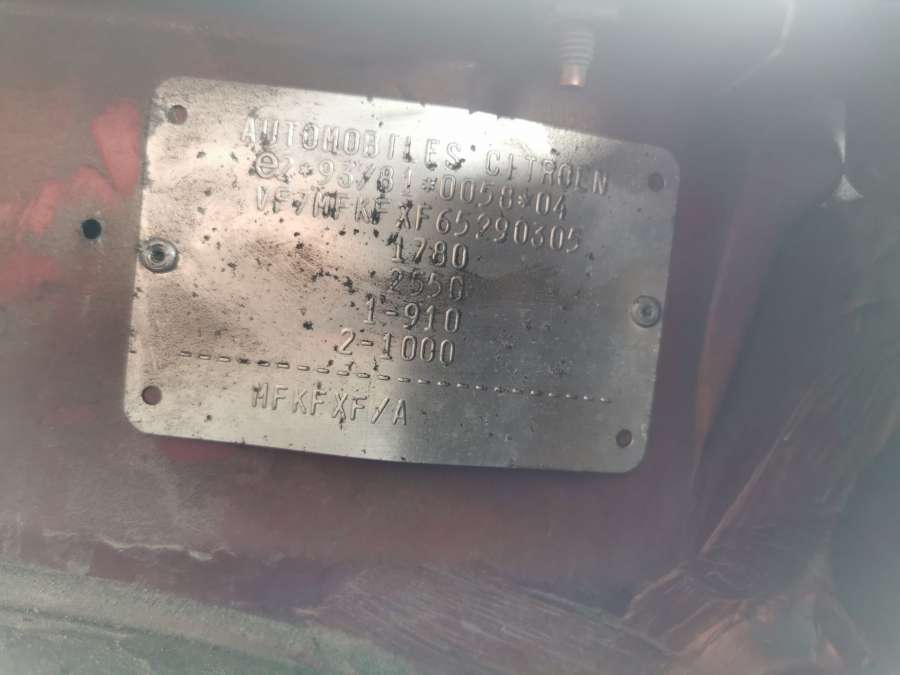 AUTOMOBILES CITROEN
e2*93/81*0058*04
VF7MFKFXF65290305
1780
2550
1-910
2-1000
------------------------
MFKFXF/A